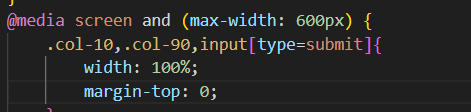 }
@media screen and (max-width: 600px) {
    .col-10,.col-90,input[type=submit]{
        width: 100%;
        margin-top: 0;
    }